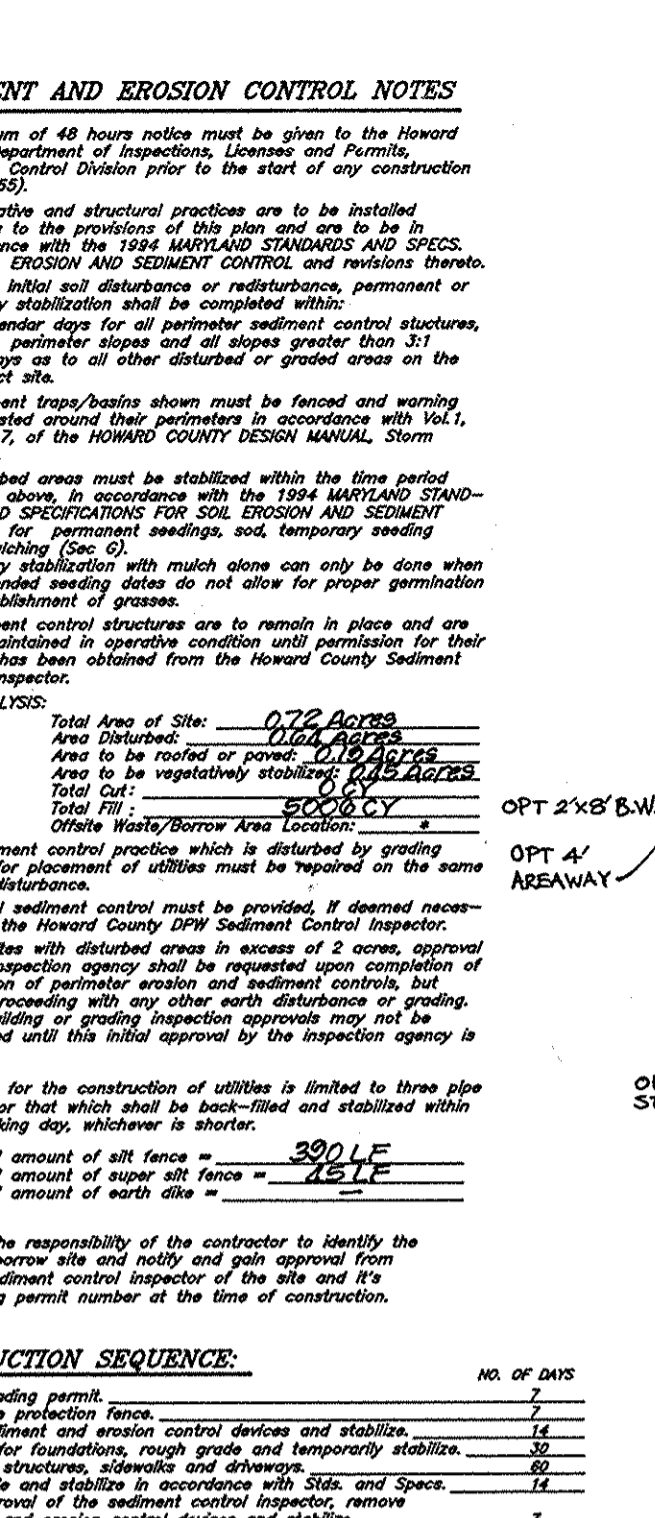 ENT AND EROSION CONTROL NOTES
um of 48 hours notice must be given to the Howard
epartment of Inspections, Licenses and Permits,
Control Division prior to the start of any construction
55).
ative and structural practices are to be installed
to the provisions of this plan and are to be in
nce with the 1994 MARYLAND STANDARDS AND SPECS.
EROSION AND SEDIMENT CONTROL and revisions thereto.
initial soil disturbance or redisturbance, permanent or
y stabilization shall be completed within:
endar days for all perimeter sediment control stuctures,
perimeter slopes and all slopes greater than 3:1
ays as to all other disturbed or graded areas on the
ct site.
ent traps/basins shown must be fenced and warning
sted around their perimeters in accordance with Vol.1,
7, of the HOWARD COUNTY DESIGN MANUAL, Storm
bed areas must be stabilized within the time period
above, in accordance with the 1994 MARYLAND STAND-
D SPECIFICATIONS FOR SOIL EROSION AND SEDIMENT
for permanent seedings, sod, temporary seeding
lching (Sec G).
y stabilization with mulch alone can only be done when
nded seeding dates do not allow for proper germination
blishment of grasses.
ent control structures are to remain in place and are
aintained in operative condition until permission for their
has been obtained from the Howard County Sediment
nspector.
LYSIS:
Total Area of Site: 0.72 Acres
Area Disturbed: 0.64 Acres
Area to be roofed or paved: 0.19 Acres
Area to be vegetatively stabilized: 0.45 Acres
Total Cut: 0 CY
Total Fill : 5006 CY
Offsite Waste/Borrow Area Location: *
OPT 2'x8' B.W.
OPT 4'
AREAWAY
ment control practice which is disturbed by grading
for placement of utilities must be repaired on the same
disturbance.
l sediment control must be provided, if deemed neces-
the Howard County DPW Sediment Control Inspector.
tes with disturbed areas in excess of 2 acres, approval
nspection agency shall be requested upon completion of
on of perimeter erosion and sediment controls, but
roceeding with any other earth disturbance or grading.
uilding or grading inspection approvals may not be
ed until this initial approval by the inspection agency is
for the construction of utilities is limited to three pipe
or that which shall be back-filled and stabilized within
king day, whichever is shorter.
amount of silt fence = 390 LF
amount of super silt fence = 45 LF
amount of earth dike = —
he responsibility of the contractor to identify the
borrow site and notify and gain approval from
diment control inspector of the site and it's
g permit number at the time of construction.
UCTION SEQUENCE:
NO. OF DAYS
ading permit. 7
e protection fence. 7
diment and erosion control devices and stabilize. 14
for foundations, rough grade and temporarily stabilize. 30
structures, sidewalks and driveways. 60
e and stabilize in accordance with Stds. and Specs. 14
roval of the sediment control inspector, remove
and erosion control devices and stabilize. 7